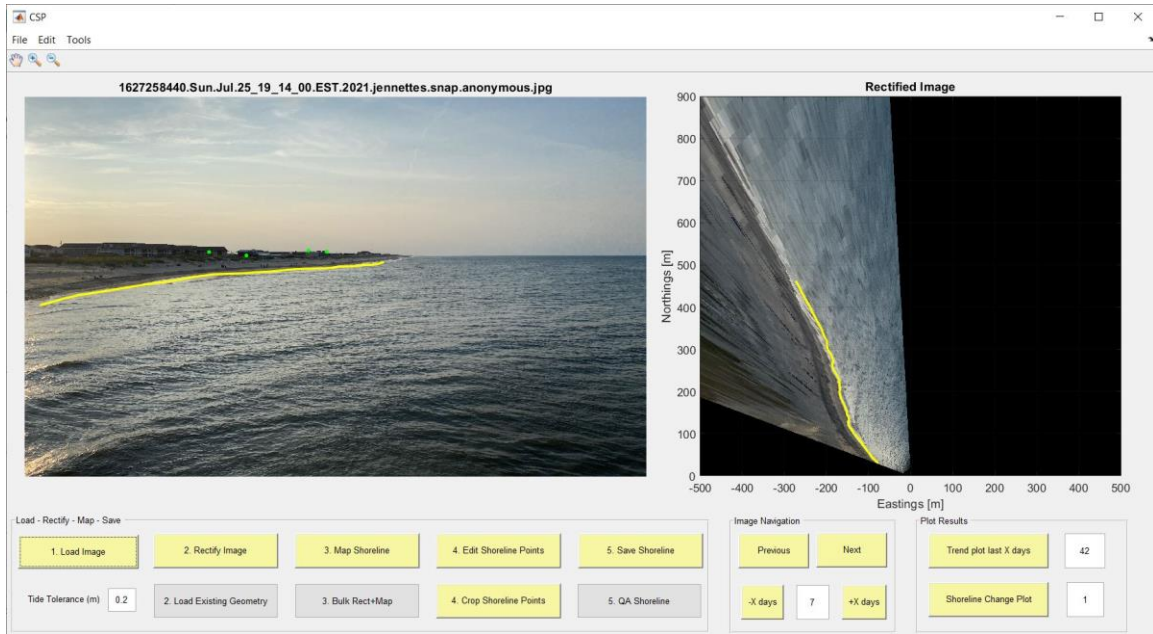 CSP
File Edit Tools
1627258440.Sun.Jul.25_19_14_00.EST.2021.jennettes.snap.anonymous.jpg
Rectified Image
900
800
700
600
500
400
300
200
100
0
Northings [m]
-500 -400 -300 -200 -100 0 100 200 300 400 500
Eastings [m]
Load - Rectify - Map - Save
1. Load Image 2. Rectify Image 3. Map Shoreline 4. Edit Shoreline Points 5. Save Shoreline
Tide Tolerance (m) 0.2 2. Load Existing Geometry 3. Bulk Rect+Map 4. Crop Shoreline Points 5. QA Shoreline
Image Navigation
Previous Next
-X days 7 +X days
Plot Results
Trend plot last X days 42
Shoreline Change Plot 1